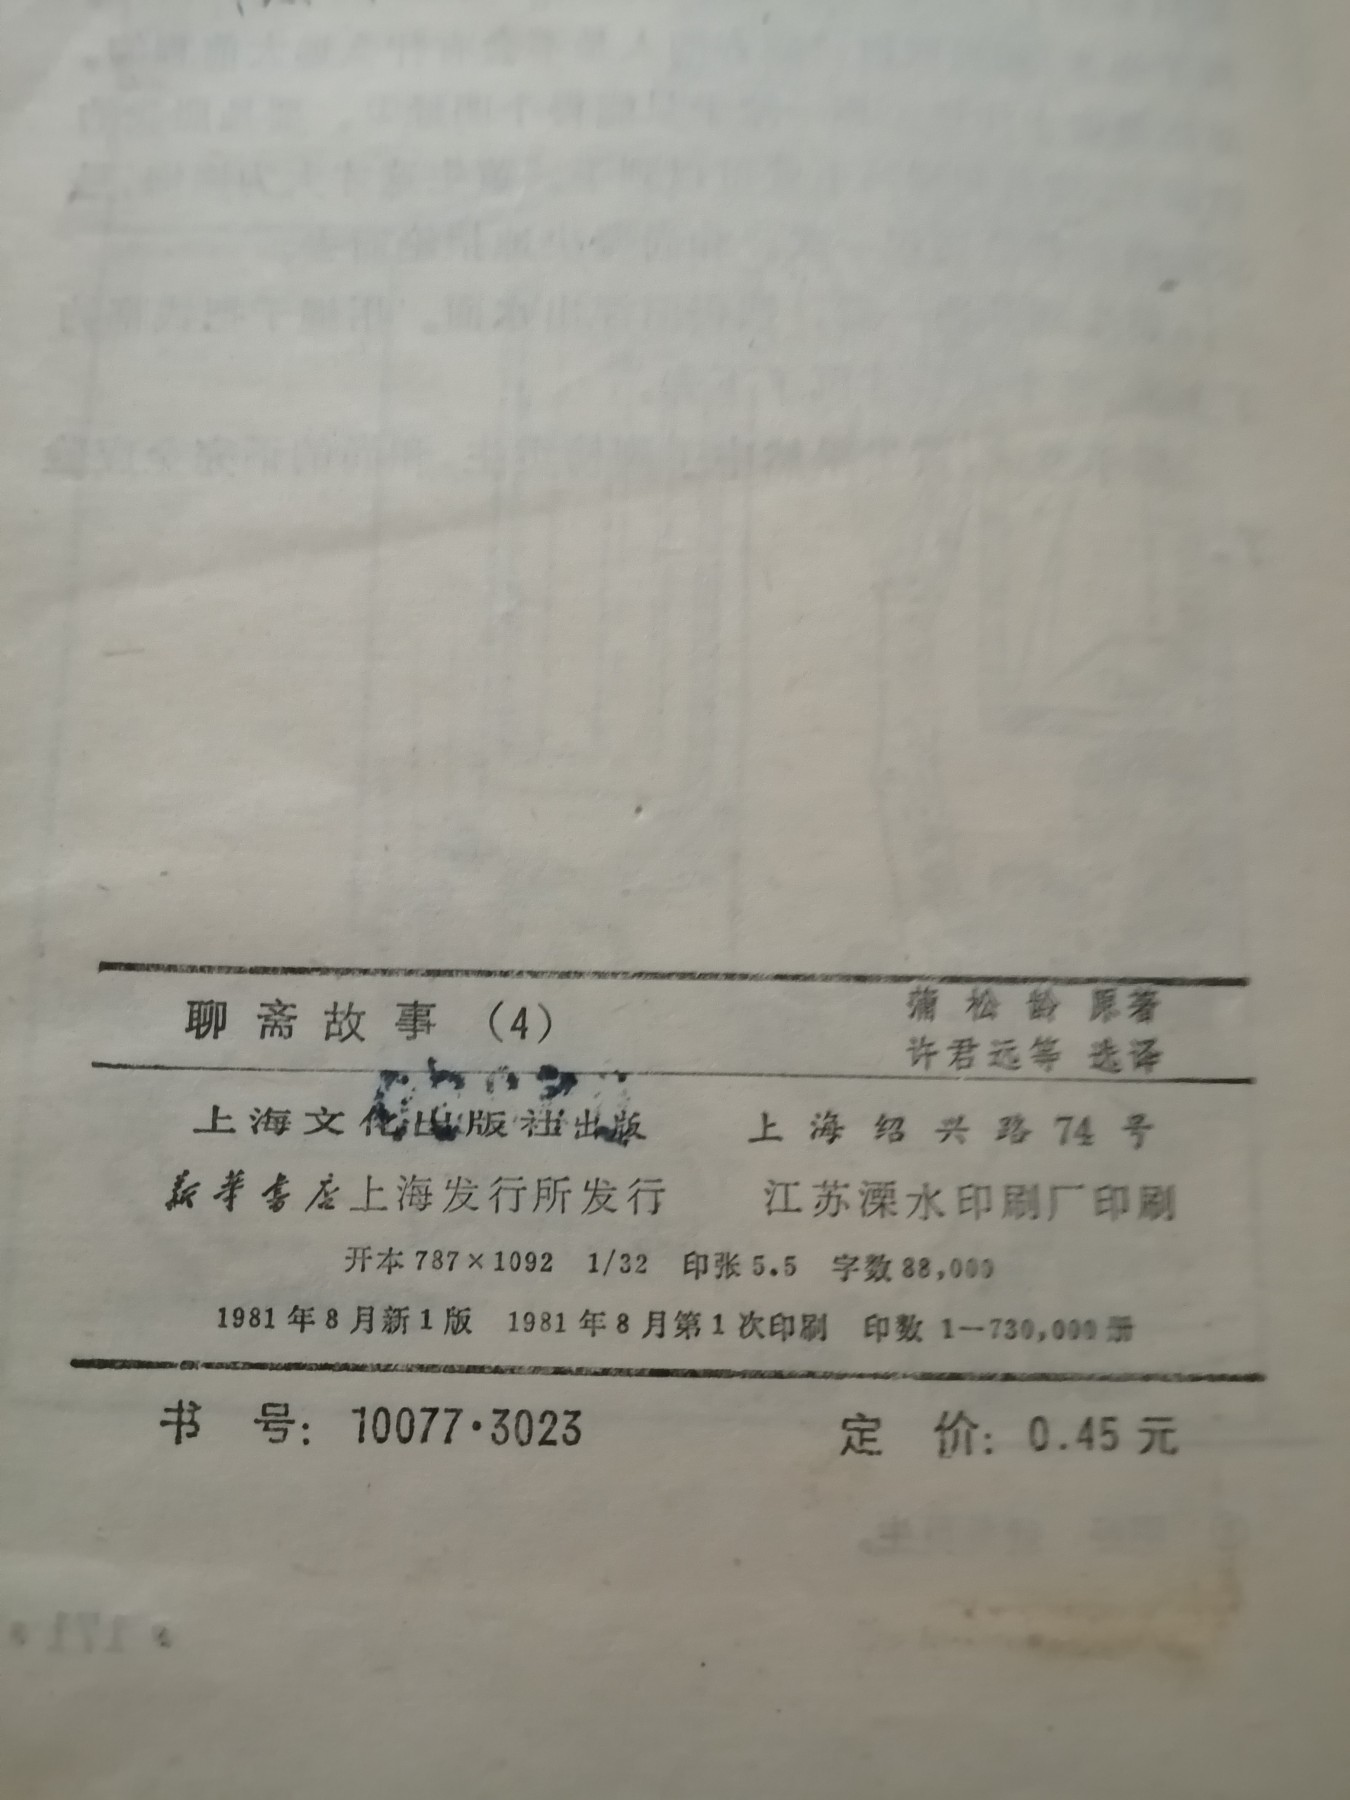 聊斋故事（4）
蒲松龄 原著
许君远等 选译
上海文化出版社出版 上海绍兴路74号
新华书店上海发行所发行 江苏溧水印刷厂印刷
开本787×1092 1/32 印张5.5 字数88,000
1981年8月新1版 1981年8月第1次印刷 印数1—730,000册
书 号：10077·3023 定 价：0.45元